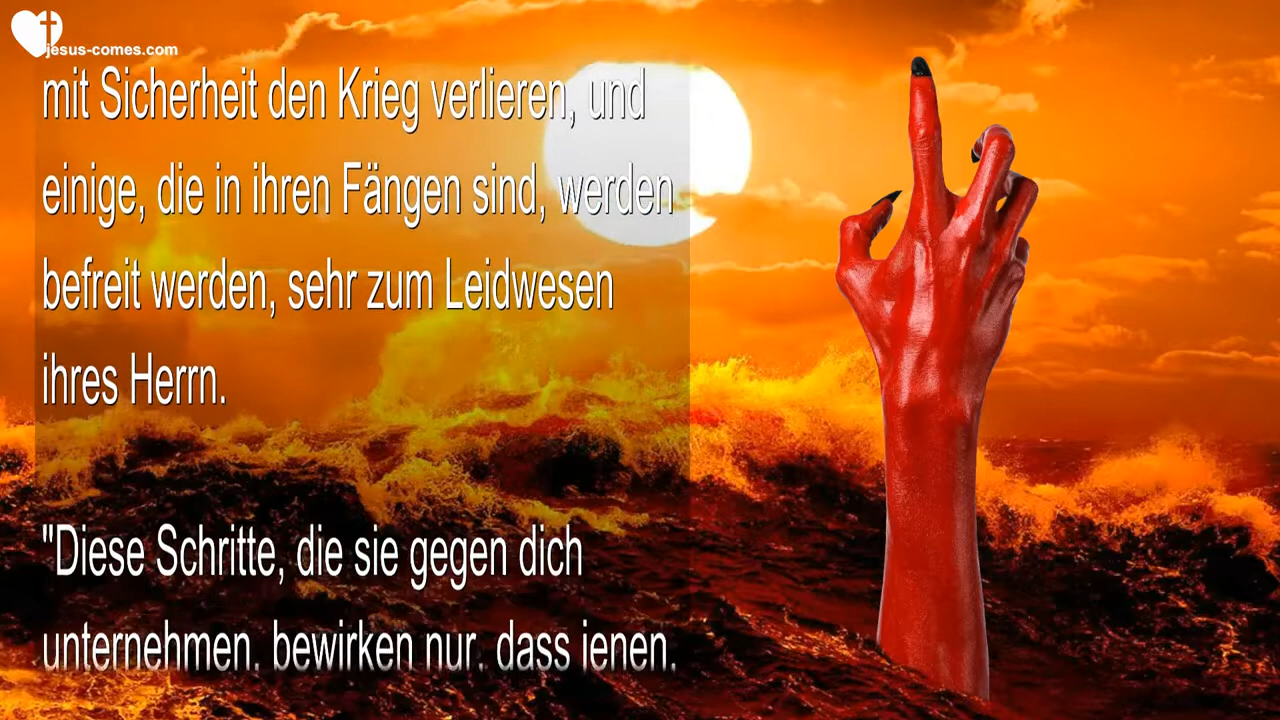 jesus-comes.com
mit Sicherheit den Krieg verlieren, und
einige, die in ihren Fängen sind, werden
befreit werden, sehr zum Leidwesen
ihres Herrn.
"Diese Schritte, die sie gegen dich
unternehmen, bewirken nur, dass jenen,